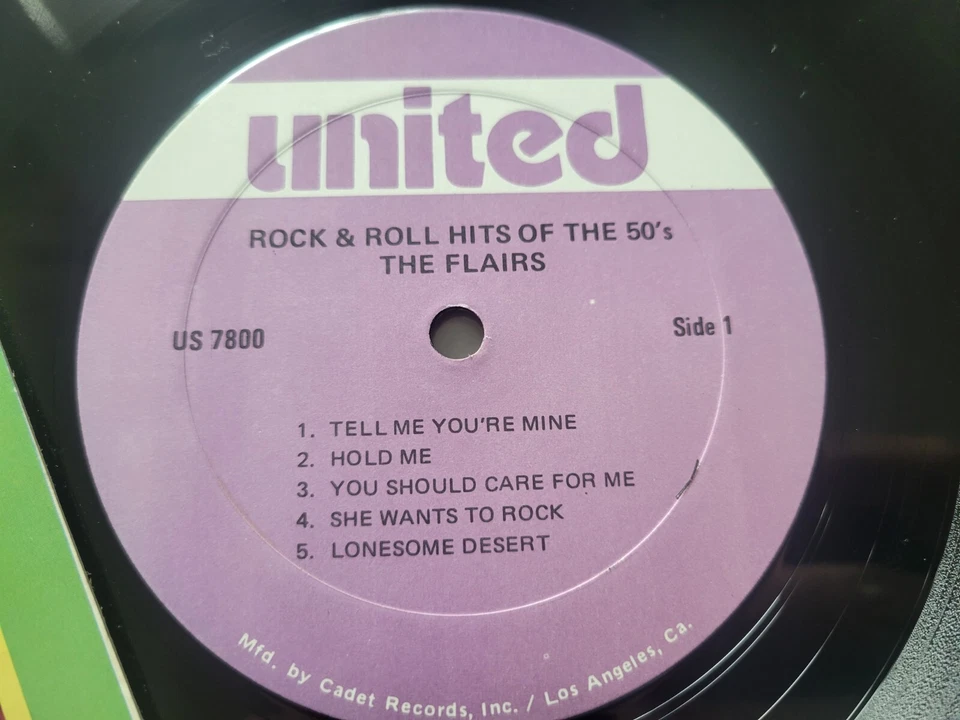 united
ROCK & ROLL HITS OF THE 50's
THE FLAIRS
US 7800
Side 1
1. TELL ME YOU'RE MINE
2. HOLD ME
3. YOU SHOULD CARE FOR ME
4. SHE WANTS TO ROCK
5. LONESOME DESERT
Mfd. by Cadet Records, Inc. / Los Angeles, Ca.